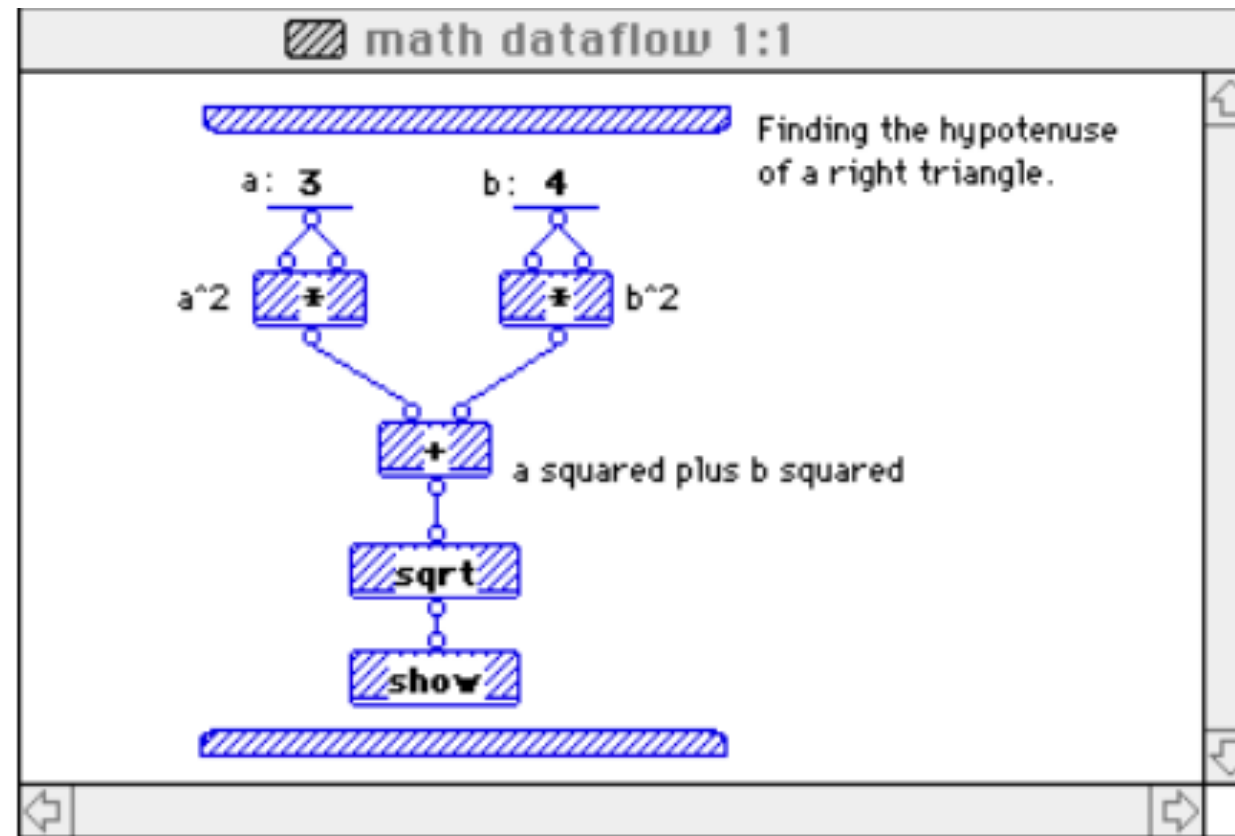 math dataflow 1:1
Finding the hypotenuse
of a right triangle.
a: 3
b: 4
a^2
*
*
b^2
+
a squared plus b squared
sqrt
show